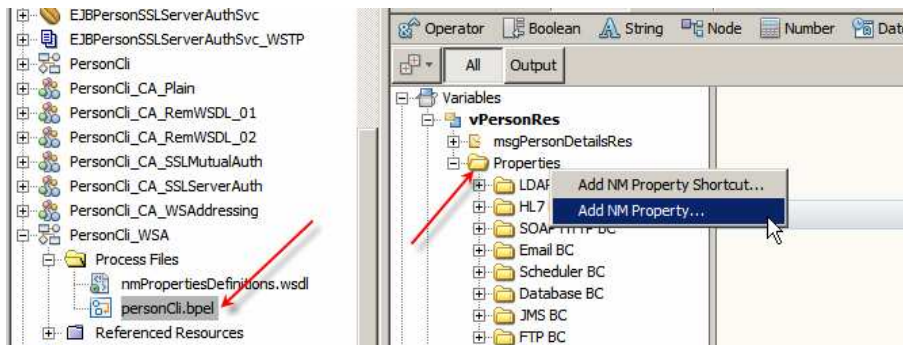 EJBPersonSSLServerAuthSvc
EJBPersonSSLServerAuthSvc_WSTP
PersonCli
PersonCli_CA_Plain
PersonCli_CA_RemWSDL_01
PersonCli_CA_RemWSDL_02
PersonCli_CA_SSLMutualAuth
PersonCli_CA_SSLServerAuth
PersonCli_CA_WSAddressing
PersonCli_WSA
Process Files
nmPropertiesDefinitions.wsdl
personCli.bpel
Referenced Resources
Operator Boolean String Node Number
All Output
Variables
vPersonRes
msgPersonDetailsRes
Properties
Add NM Property Shortcut...
HL7 Add NM Property...
SOAP HTTP BC
Email BC
Scheduler BC
Database BC
JMS BC
FTP BC